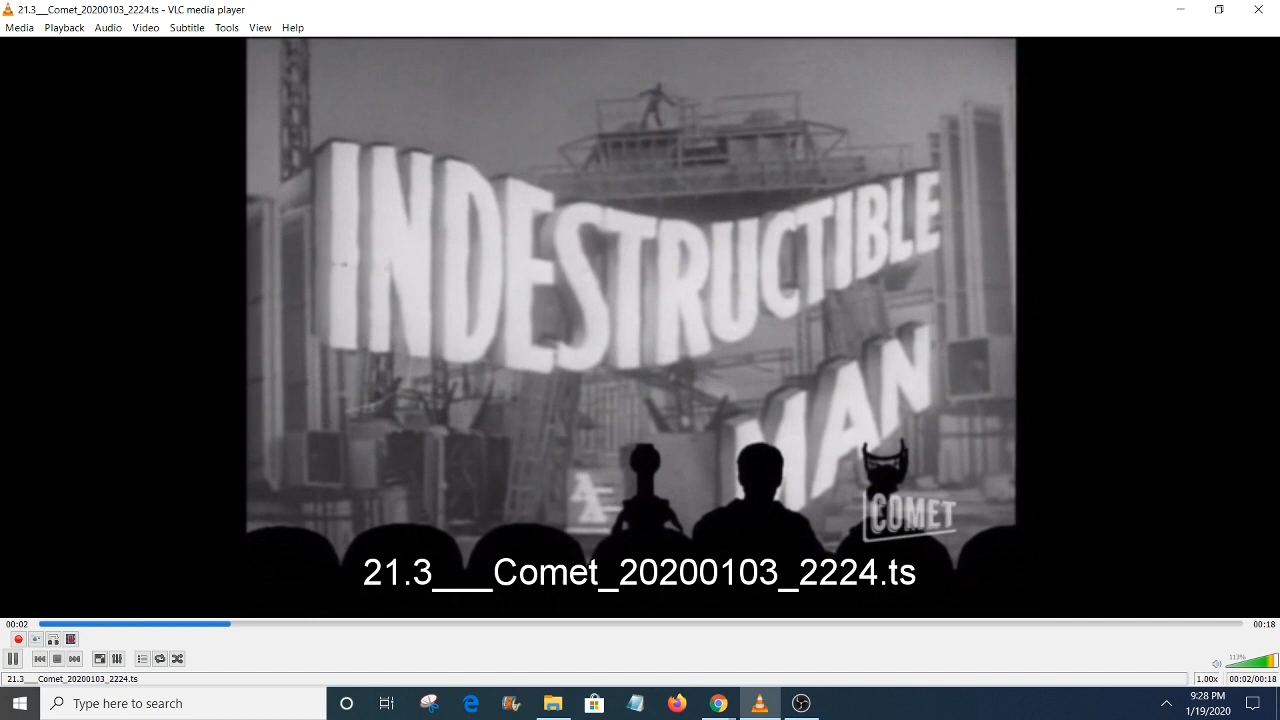 21.3___Comet_20200103_2224.ts - VLC media player
Media Playback Audio Video Subtitle Tools View Help
INDESTRUCTIBLE
MAN
COMET
21.3___Comet_20200103_2224.ts
00:02
00:18
113%
21.3___Comet_20200103_2224.ts
1.00x
00:02/00:18
Type here to search
9:28 PM
1/19/2020